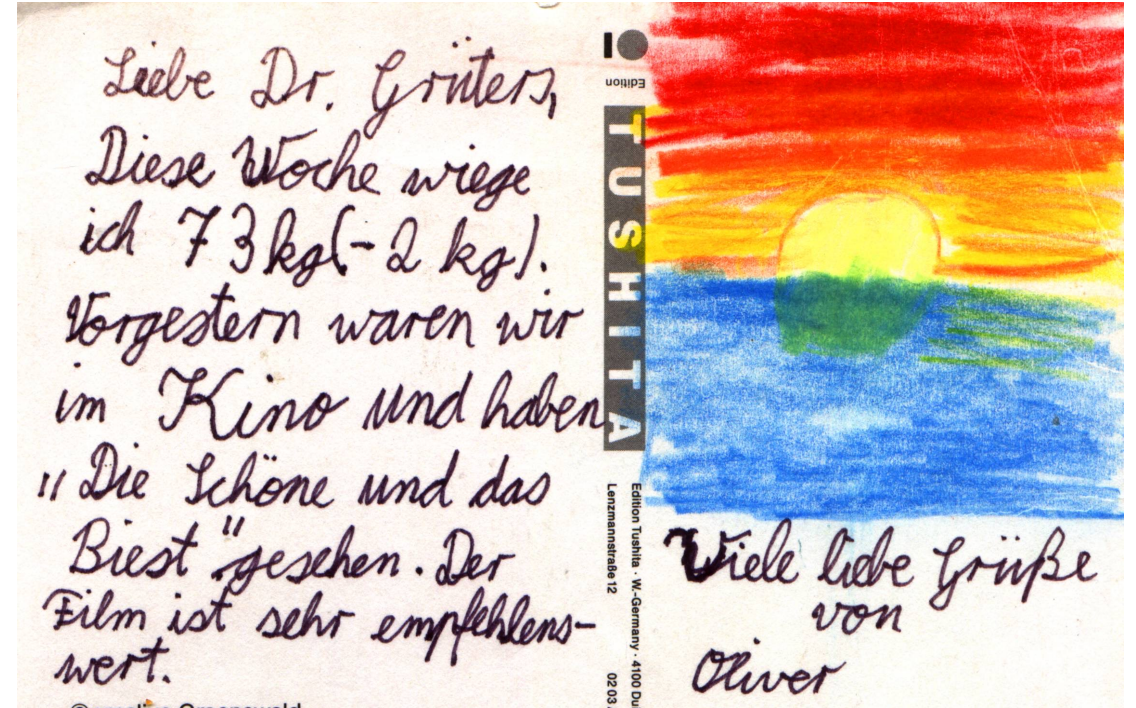 Liebe Dr. Grüters,
Diese Woche wiege
ich 73kg(-2 kg).
Vorgestern waren wir
im Kino und haben
"Die Schöne und das
Biest" gesehen. Der
Film ist sehr empfehlens-
wert.
Edition
TUSHITA
Edition Tushita · W.-Germany · 4100 Du
Lenzmannstraße 12
02 03
Viele liebe Grüße
von
Oliver